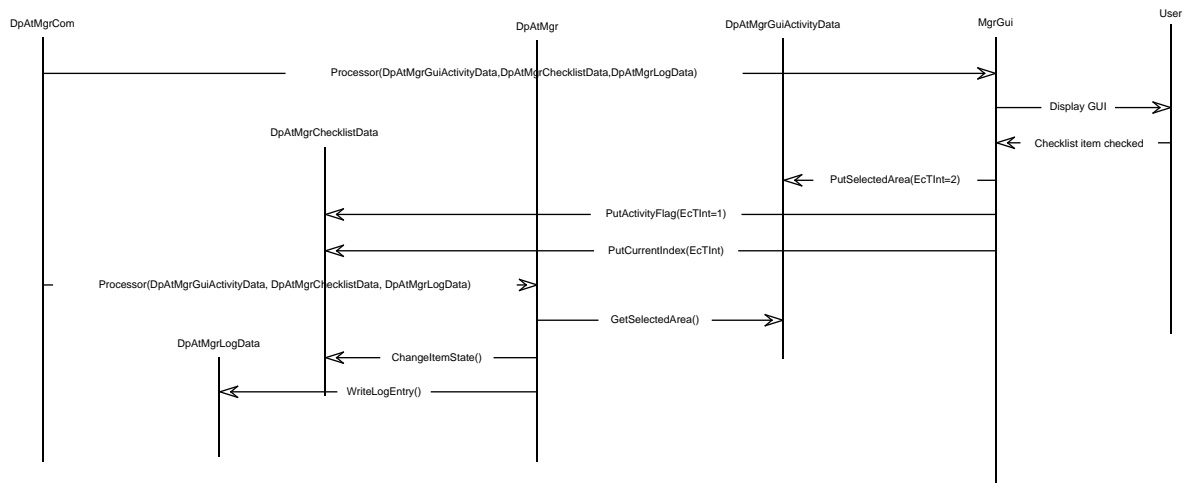 User
DpAtMgrCom
DpAtMgr
DpAtMgrGuiActivityData
MgrGui
Processor(DpAtMgrGuiActivityData,DpAtMgrChecklistData,DpAtMgrLogData)
Display GUI
DpAtMgrChecklistData
Checklist item checked
PutSelectedArea(EcTInt=2)
PutActivityFlag(EcTInt=1)
PutCurrentIndex(EcTInt)
Processor(DpAtMgrGuiActivityData, DpAtMgrChecklistData, DpAtMgrLogData)
GetSelectedArea()
DpAtMgrLogData
ChangeItemState()
WriteLogEntry()